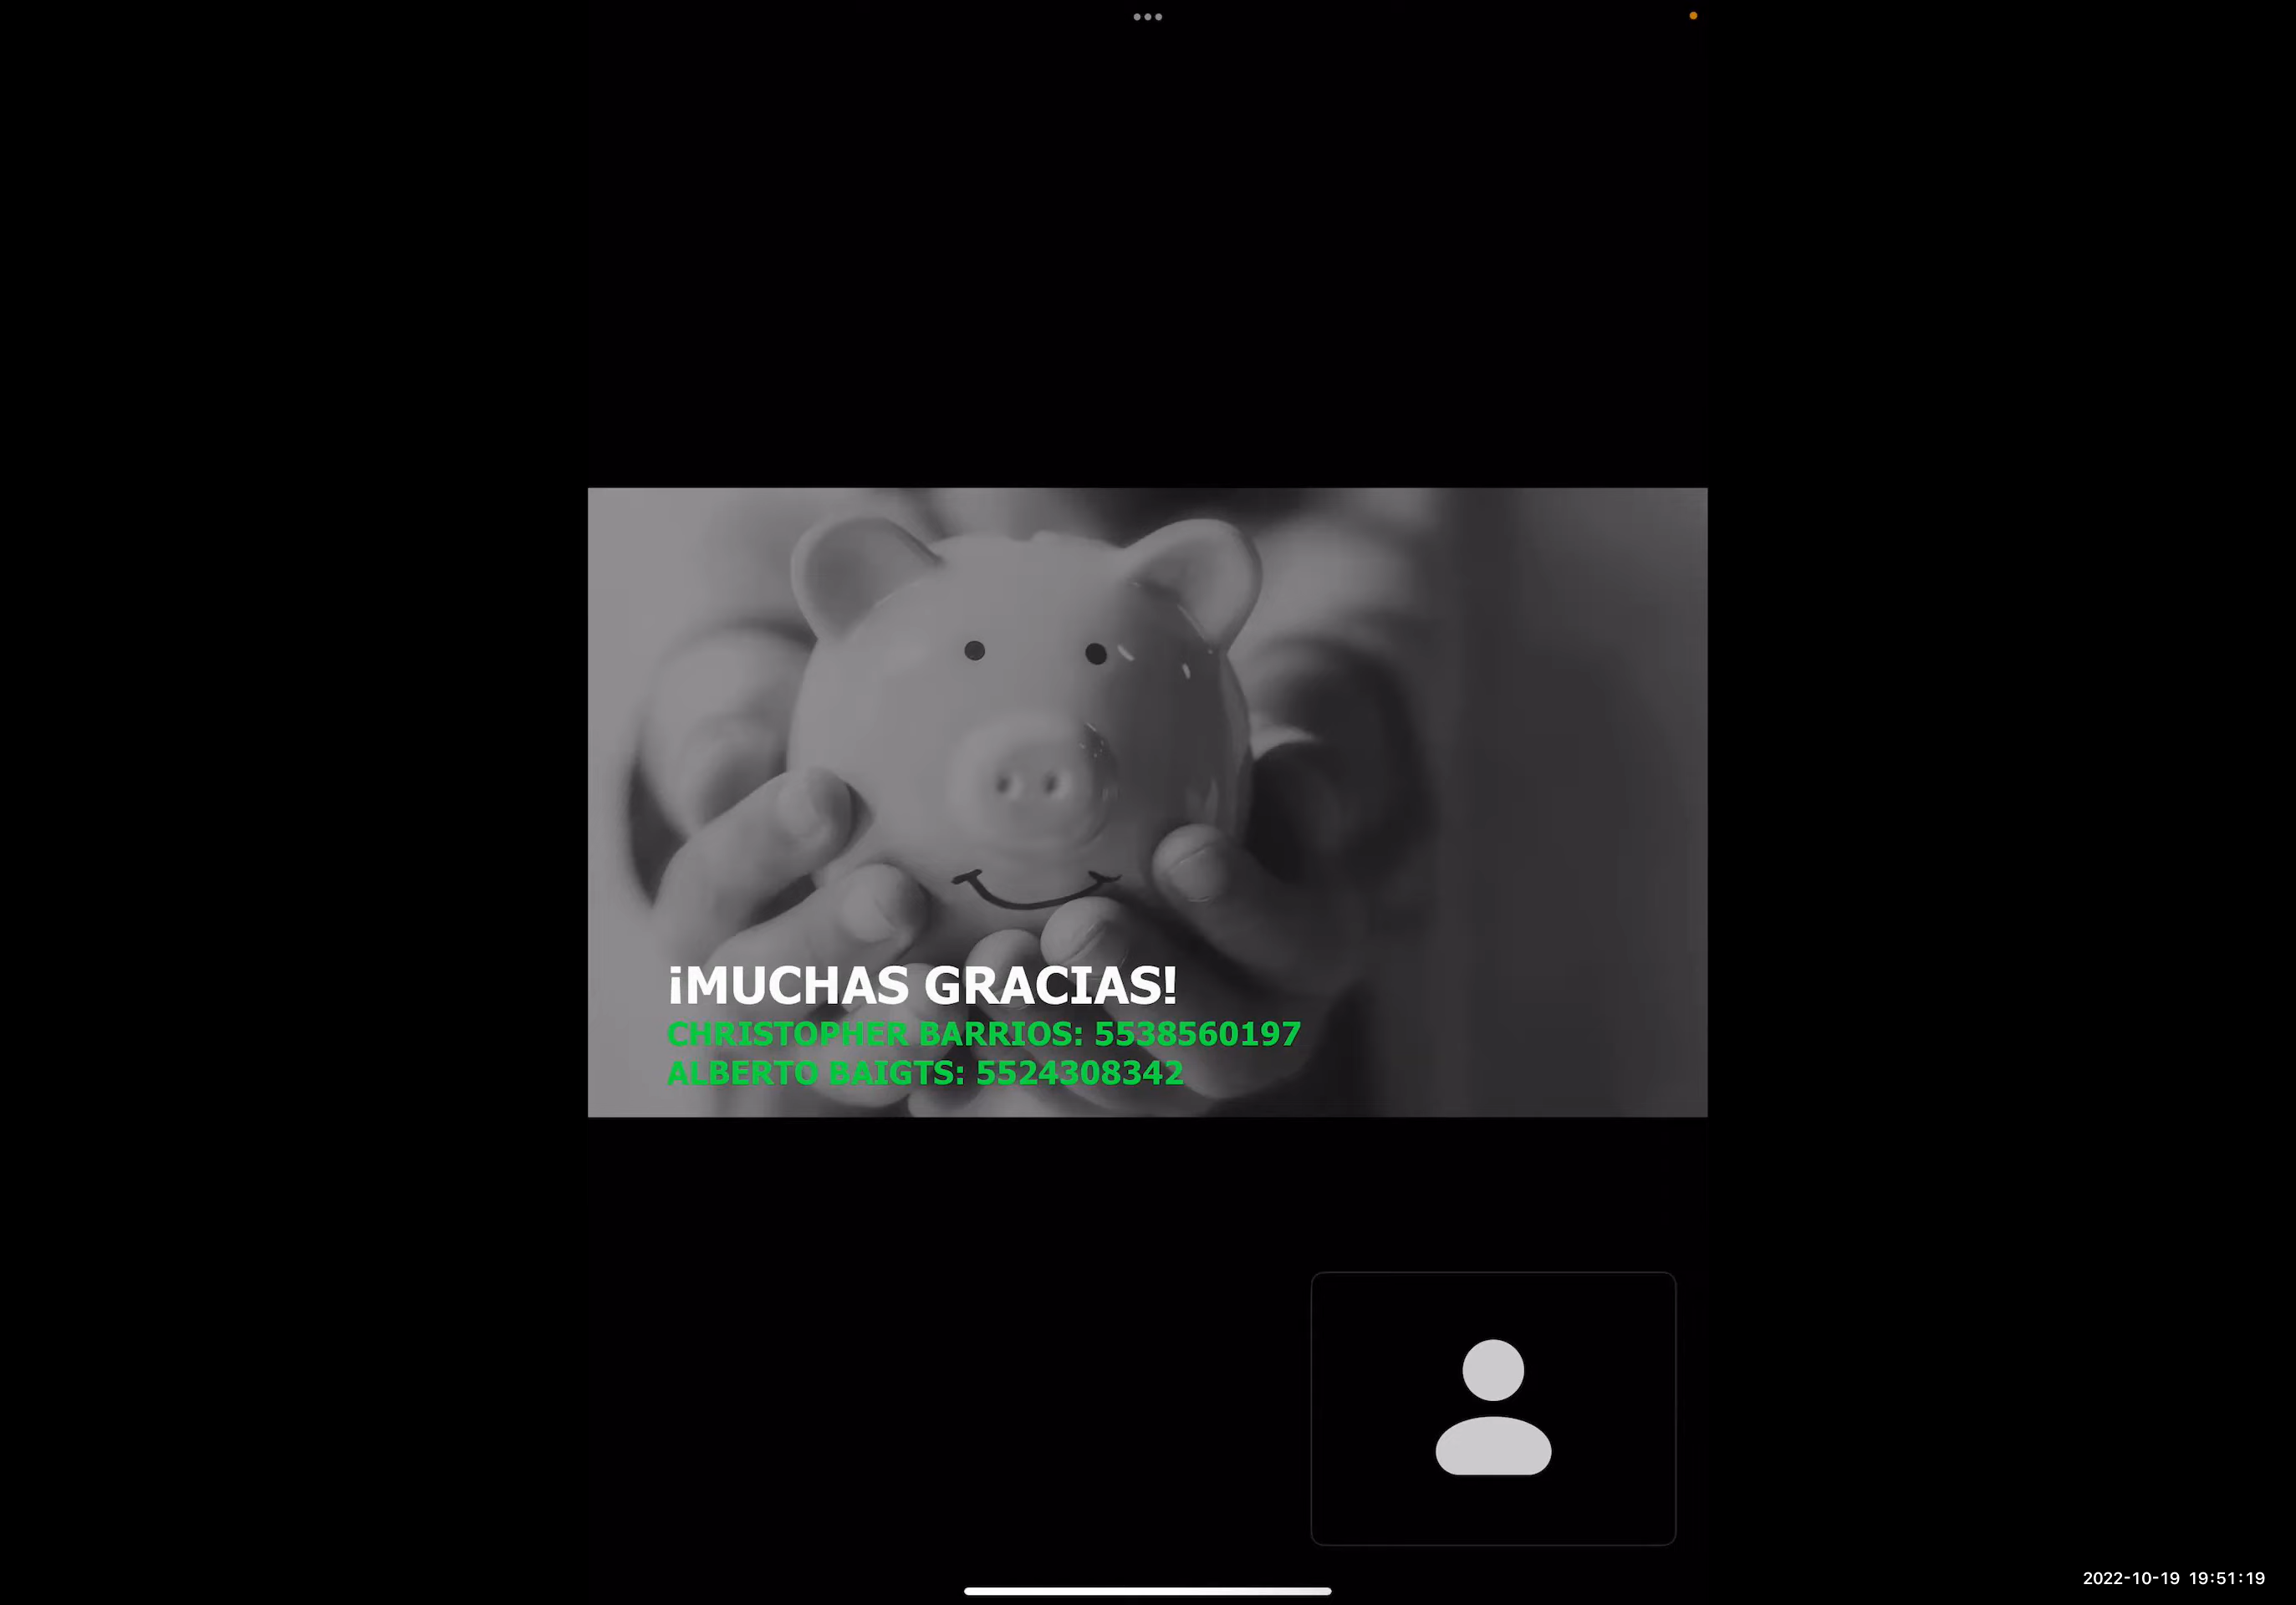 ¡MUCHAS GRACIAS!
CHRISTOPHER BARRIOS: 5538560197
ALBERTO BAIGTS: 5524308342
2022-10-19 19:51:19